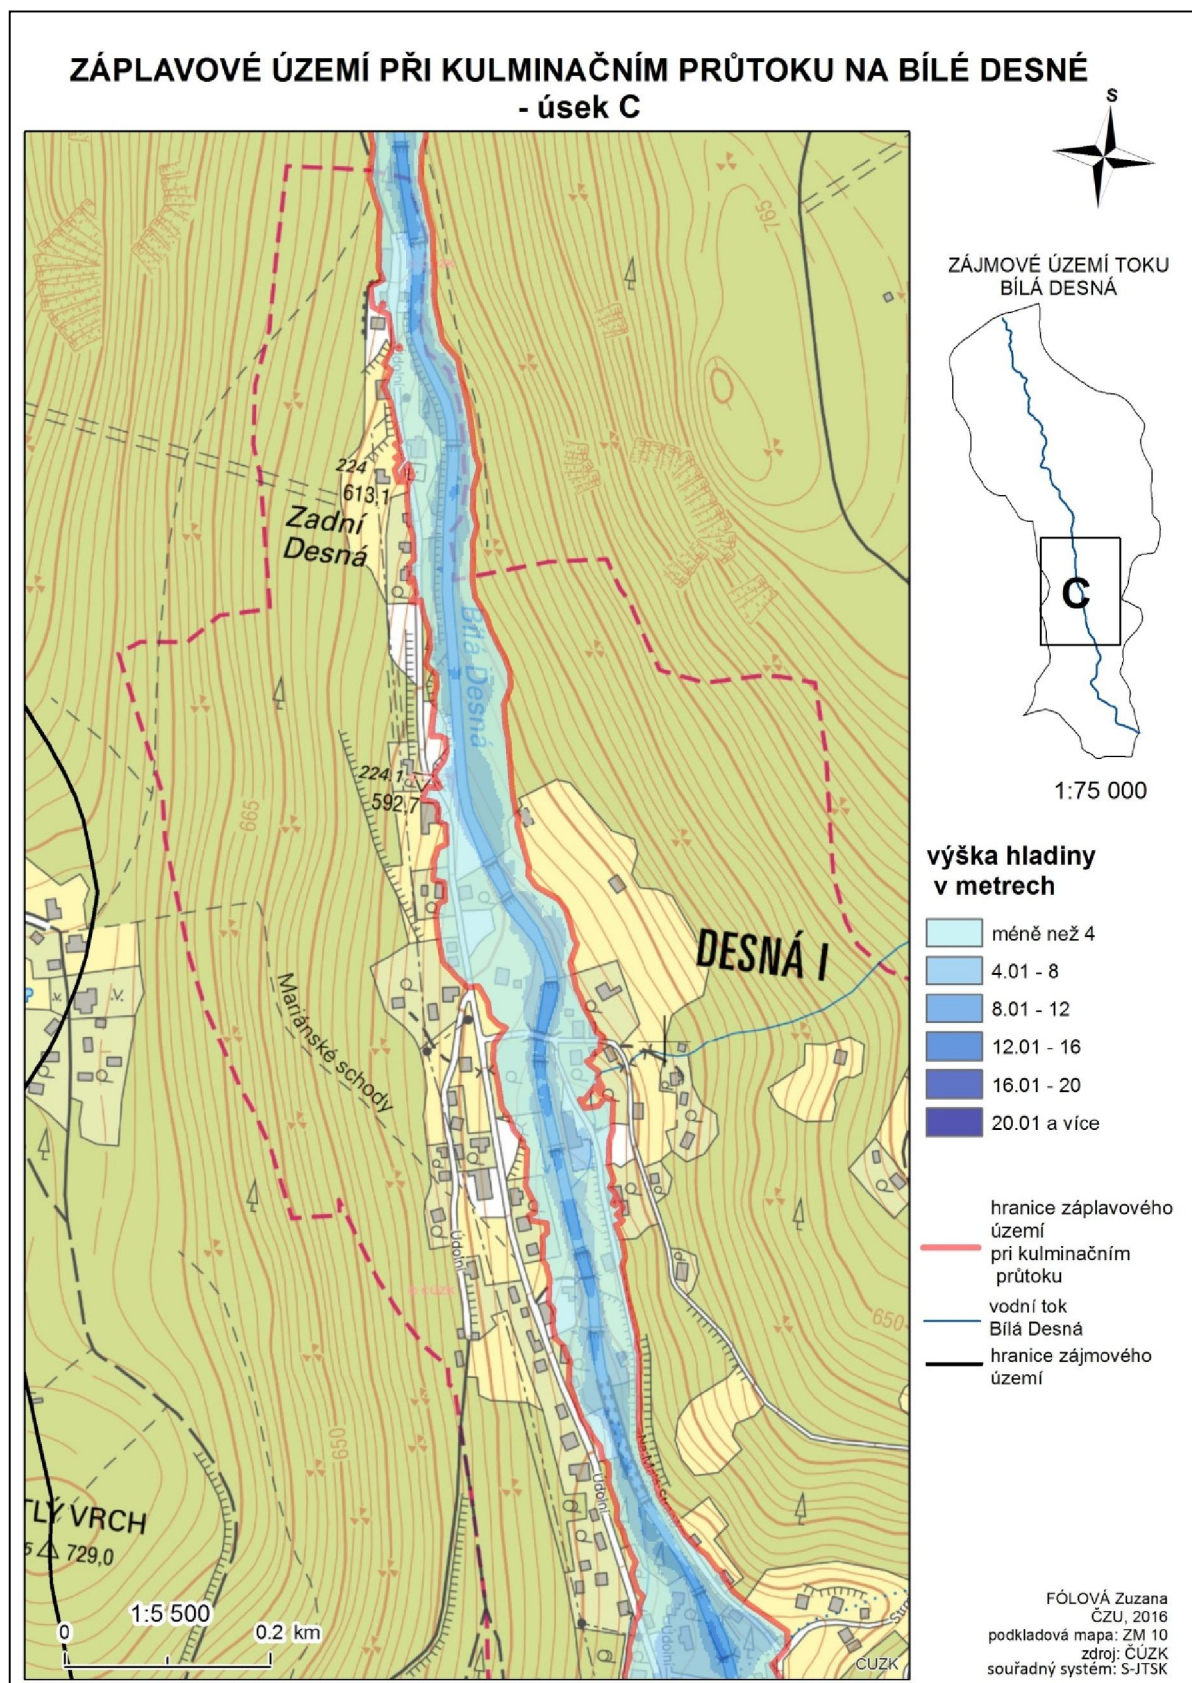 ZÁPLAVOVÉ ÚZEMÍ PŘI KULMINAČNÍM PRŮTOKU NA BÍLÉ DESNÉ
- úsek C
S
ZÁJMOVÉ ÚZEMÍ TOKU
BÍLÁ DESNÁ
C
1:75 000
765
224
613,1
Zadní
Desná
Bílá Desná
224.1
592,7
665
DESNÁ I
Mariánské schody
Údolní
650
650
Údolní
TLÝ VRCH
729,0
1:5 500
0 0.2 km
ČÚZK
výška hladiny
v metrech
méně než 4
4.01 - 8
8.01 - 12
12.01 - 16
16.01 - 20
20.01 a více
hranice záplavového
území
pri kulminačním
průtoku
vodní tok
Bílá Desná
hranice zájmového
území
FÓLOVÁ Zuzana
ČZU, 2016
podkladová mapa: ZM 10
zdroj: ČÚZK
souřadný systém: S-JTSK